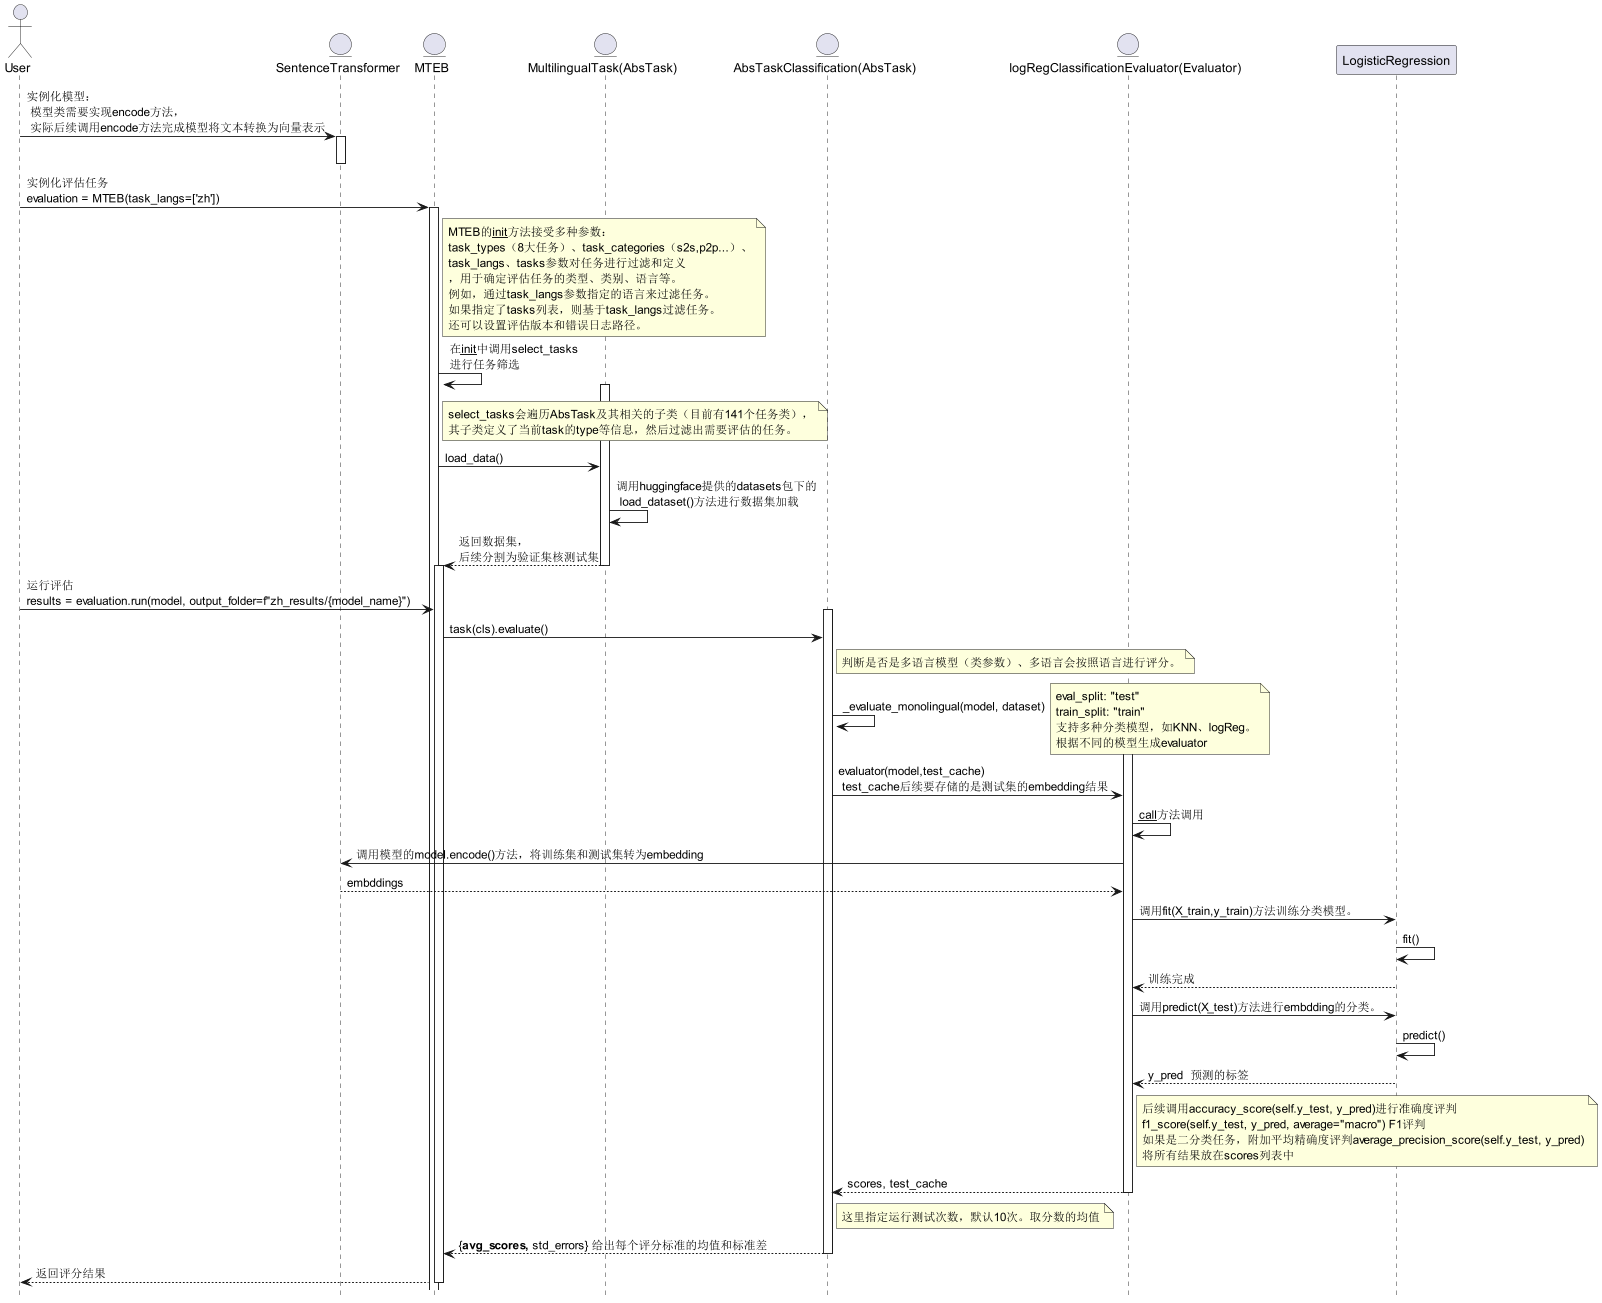 User
SentenceTransformer
MTEB
MultilingualTask(AbsTask)
AbsTaskClassification(AbsTask)
logRegClassificationEvaluator(Evaluator)
LogisticRegression
实例化模型：
模型类需要实现encode方法，
实际后续调用encode方法完成模型将文本转换为向量表示
实例化评估任务
evaluation = MTEB(task_langs=['zh'])
MTEB的init方法接受多种参数：
task_types（8大任务）、task_categories（s2s,p2p...）、
task_langs、tasks参数对任务进行过滤和定义
，用于确定评估任务的类型、类别、语言等。
例如，通过task_langs参数指定的语言来过滤任务。
如果指定了tasks列表，则基于task_langs过滤任务。
还可以设置评估版本和错误日志路径。
在init中调用select_tasks
进行任务筛选
select_tasks会遍历AbsTask及其相关的子类（目前有141个任务类），
其子类定义了当前task的type等信息，然后过滤出需要评估的任务。
load_data()
调用huggingface提供的datasets包下的
load_dataset()方法进行数据集加载
返回数据集，
后续分割为验证集核测试集
运行评估
results = evaluation.run(model, output_folder=f"zh_results/{model_name}")
task(cls).evaluate()
判断是否是多语言模型（类参数）、多语言会按照语言进行评分。
_evaluate_monolingual(model, dataset)
eval_split: "test"
train_split: "train"
支持多种分类模型，如KNN、logReg。
根据不同的模型生成evaluator
evaluator(model,test_cache)
test_cache后续要存储的是测试集的embedding结果
call方法调用
调用模型的model.encode()方法，将训练集和测试集转为embedding
embddings
调用fit(X_train,y_train)方法训练分类模型。
fit()
训练完成
调用predict(X_test)方法进行embdding的分类。
predict()
y_pred 预测的标签
后续调用accuracy_score(self.y_test, y_pred)进行准确度评判
f1_score(self.y_test, y_pred, average="macro") F1评判
如果是二分类任务，附加平均精确度评判average_precision_score(self.y_test, y_pred)
将所有结果放在scores列表中
scores, test_cache
这里指定运行测试次数，默认10次。取分数的均值
{avg_scores, std_errors} 给出每个评分标准的均值和标准差
返回评分结果